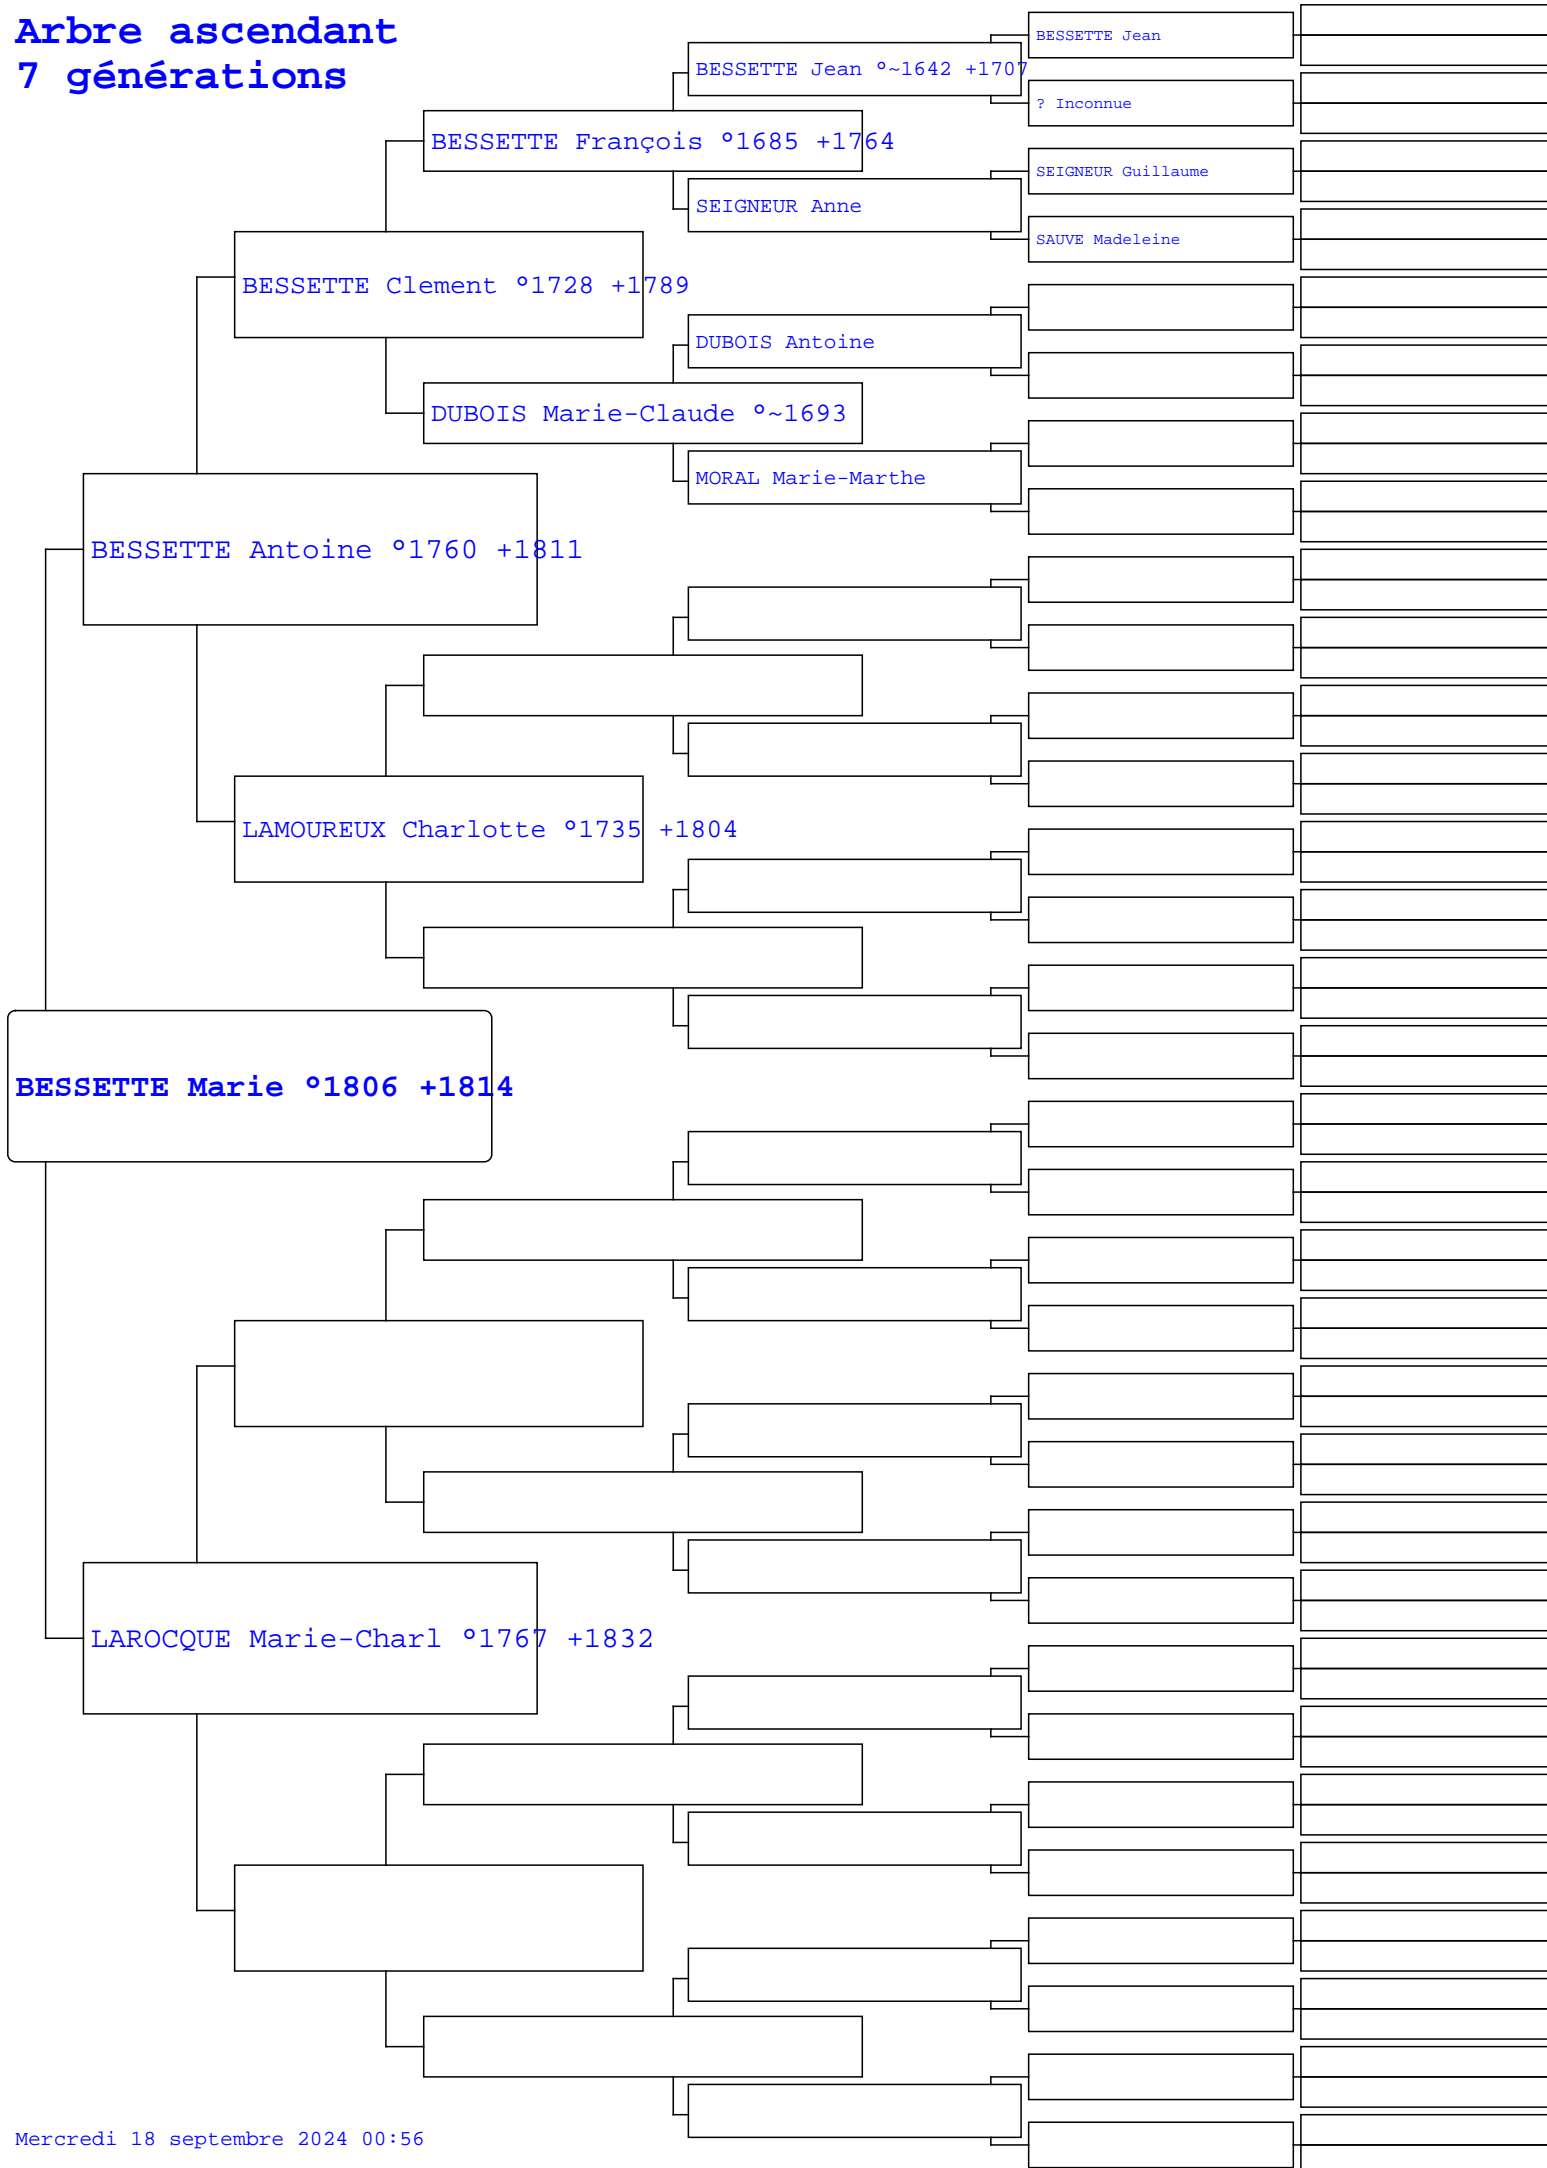 Arbre ascendant
7 générations
BESSETTE Jean
BESSETTE Jean °~1642 +1707
? Inconnue
BESSETTE François °1685 +1764
SEIGNEUR Guillaume
SEIGNEUR Anne
SAUVE Madeleine
BESSETTE Clement °1728 +1789
DUBOIS Antoine
DUBOIS Marie-Claude °~1693
MORAL Marie-Marthe
BESSETTE Antoine °1760 +1811
LAMOUREUX Charlotte °1735 +1804
BESSETTE Marie °1806 +1814
LAROCQUE Marie-Charl °1767 +1832
Mercredi 18 septembre 2024 00:56